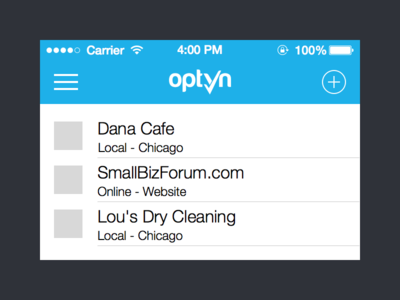 Carrier 4:00 PM 100%
optyn
Dana Cafe
Local - Chicago
SmallBizForum.com
Online - Website
Lou's Dry Cleaning
Local - Chicago